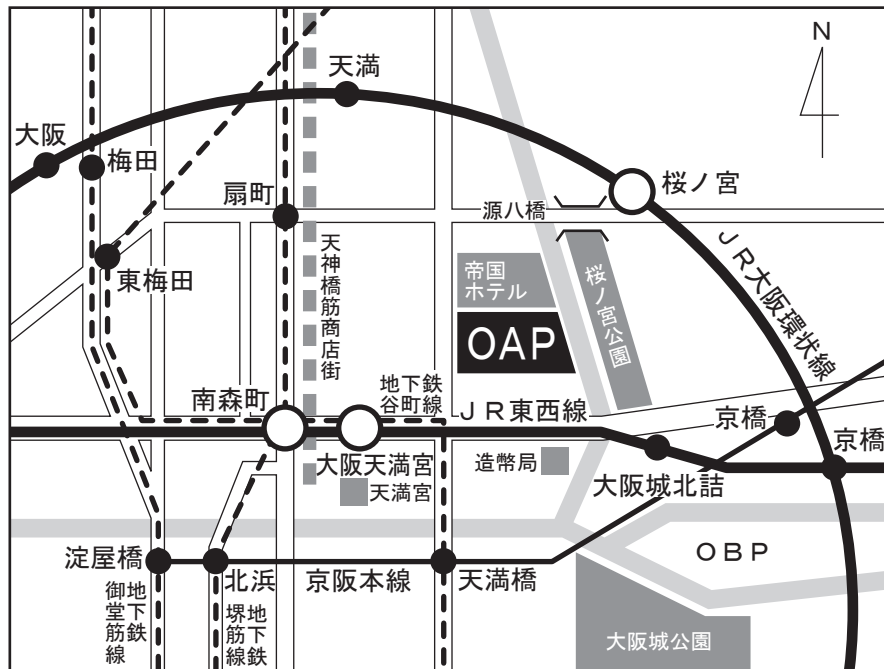 N
天満
大阪
梅田
桜ノ宮
扇町
源八橋
東梅田
天神橋筋商店街
帝国
ホテル
桜ノ宮公園
JR大阪環状線
OAP
地下鉄
谷町線
南森町
JR東西線
京橋
京橋
大阪天満宮
造幣局
大阪城北詰
天満宮
淀屋橋
北浜
京阪本線
天満橋
OBP
地下鉄
御堂筋線
地下鉄
堺筋線
大阪城公園